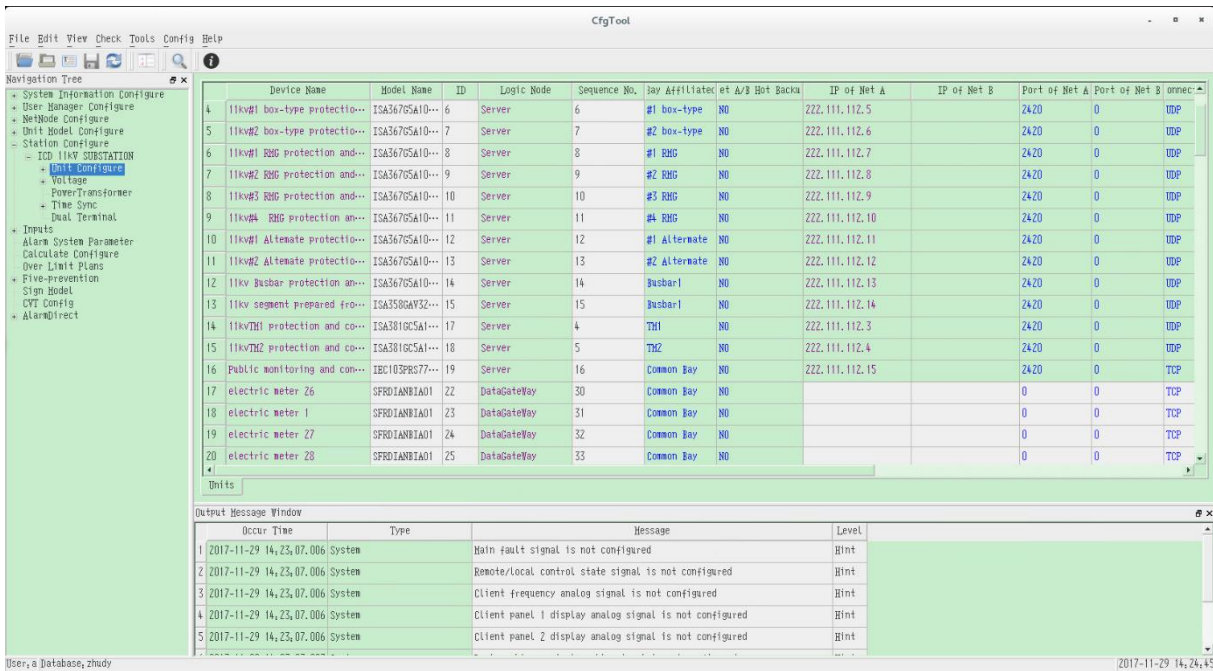 CfgTool
File Edit View Check Tools Config Help
Navigation Tree
System Information Configure
User Manager Configure
NetNode Configure
Unit Model Configure
Station Configure
ICD 11kV SUBSTATION
Unit Configure
Voltage
PowerTransformer
Time Sync
Dual Terminal
Inputs
Alarm System Parameter
Calculate Configure
Over Limit Plans
Five-prevention
Sign Model
CVT Config
AlarmDirect
Device Name Model Name ID Logic Node Sequence No. Bay Affiliated et A/B Hot Backu IP of Net A IP of Net B Port of Net A Port of Net B onnec
4 11kv#1 box-type protectio... ISA367G5A10... 6 Server 6 #1 box-type NO 222.111.112.5 2420 0 UDP
5 11kv#2 box-type protectio... ISA367G5A10... 7 Server 7 #2 box-type NO 222.111.112.6 2420 0 UDP
6 11kv#1 RMG protection and... ISA367G5A10... 8 Server 8 #1 RMG NO 222.111.112.7 2420 0 UDP
7 11kv#2 RMG protection and... ISA367G5A10... 9 Server 9 #2 RMG NO 222.111.112.8 2420 0 UDP
8 11kv#3 RMG protection and... ISA367G5A10... 10 Server 10 #3 RMG NO 222.111.112.9 2420 0 UDP
9 11kv#4 RMG protection an... ISA367G5A10... 11 Server 11 #4 RMG NO 222.111.112.10 2420 0 UDP
10 11kv#1 Altemate protectio... ISA367G5A10... 12 Server 12 #1 Alternate NO 222.111.112.11 2420 0 UDP
11 11kv#2 Altemate protectio... ISA367G5A10... 13 Server 13 #2 Alternate NO 222.111.112.12 2420 0 UDP
12 11kv Busbar protection an... ISA367G5A10... 14 Server 14 Busbar1 NO 222.111.112.13 2420 0 UDP
13 11kv segment prepared fro... ISA358GAV32... 15 Server 15 Busbar1 NO 222.111.112.14 2420 0 UDP
14 11kvTM1 protection and co... ISA381GC5A1... 17 Server 4 TM1 NO 222.111.112.3 2420 0 UDP
15 11kvTM2 protection and co... ISA381GC5A1... 18 Server 5 TM2 NO 222.111.112.4 2420 0 UDP
16 Public monitoring and con... IEC103PRS77... 19 Server 16 Common Bay NO 222.111.112.15 2420 0 TCP
17 electric meter 26 SFRDIANBIAO1 22 DataGateWay 30 Common Bay NO 0 0 TCP
18 electric meter 1 SFRDIANBIAO1 23 DataGateWay 31 Common Bay NO 0 0 TCP
19 electric meter 27 SFRDIANBIAO1 24 DataGateWay 32 Common Bay NO 0 0 TCP
20 electric meter 28 SFRDIANBIAO1 25 DataGateWay 33 Common Bay NO 0 0 TCP
Units
Output Message Window
Occur Time Type Message Level
1 2017-11-29 14:23:07.006 System Main fault signal is not configured Hint
2 2017-11-29 14:23:07.006 System Remote/local control state signal is not configured Hint
3 2017-11-29 14:23:07.006 System Client frequency analog signal is not configured Hint
4 2017-11-29 14:23:07.006 System Client panel 1 display analog signal is not configured Hint
5 2017-11-29 14:23:07.006 System Client panel 2 display analog signal is not configured Hint
User:a Database:zhudy 2017-11-29 14:24:45